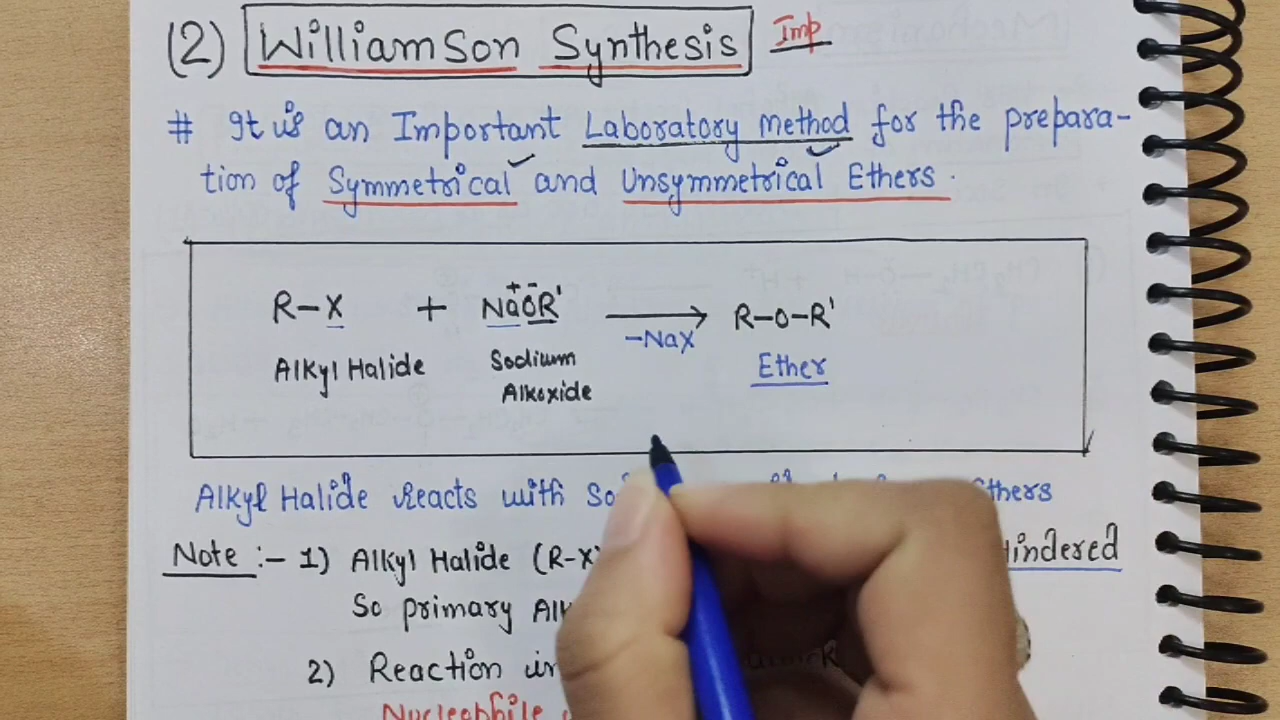 (2) Williamson Synthesis Imp
# It is an Important Laboratory method for the prepara-
tion of Symmetrical and Unsymmetrical Ethers.
R-X + Na⁺O⁻R' → R-O-R'
-NaX
Alkyl Halide Sodium Alkoxide Ether
Alkyl Halide reacts with So Ethers
Note :- 1) Alkyl Halide (R-X) Hindered
So primary Alk
2) Reaction in
Nucleophile